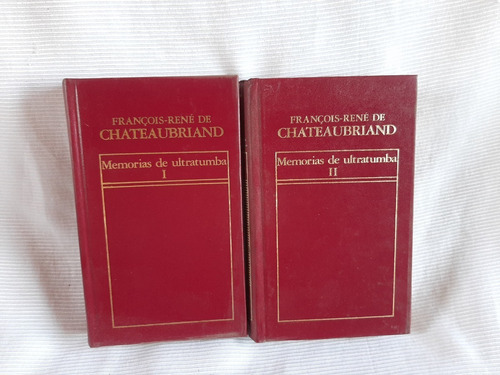 FRANÇOIS-RENÉ DE
CHATEAUBRIAND
Memorias de ultratumba
I
FRANÇOIS-RENÉ DE
CHATEAUBRIAND
Memorias de ultratumba
II